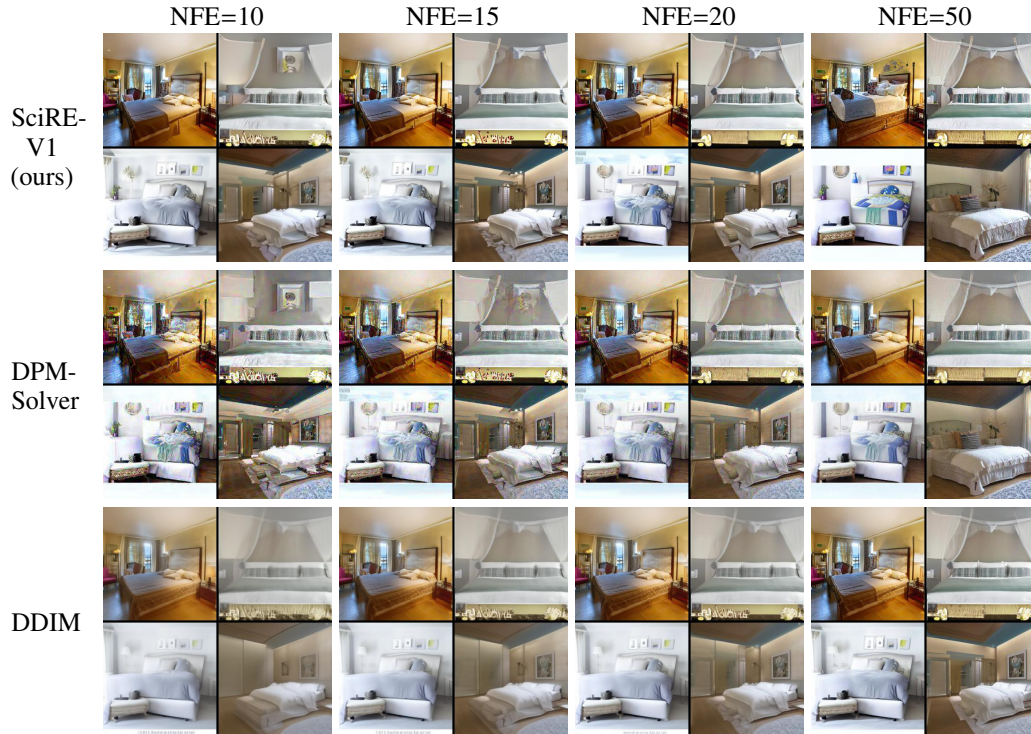 NFE=10 NFE=15 NFE=20 NFE=50
SciRE-
V1
(ours)
DPM-
Solver
DDIM